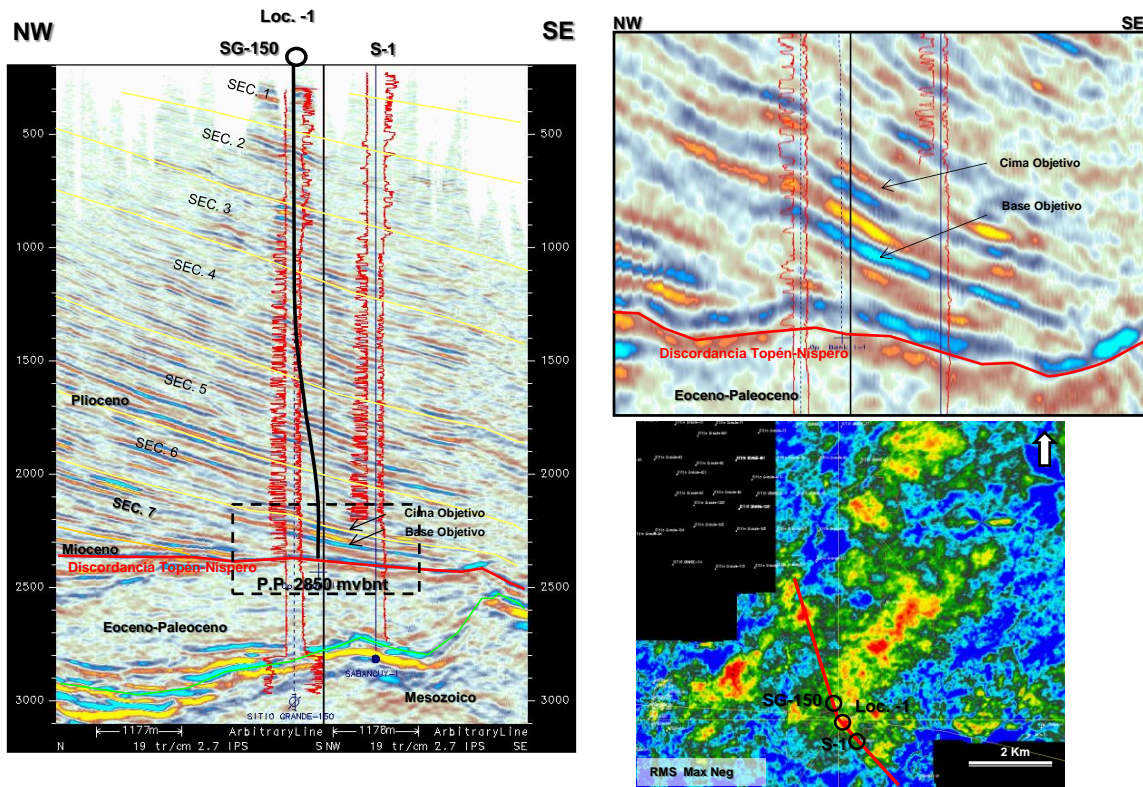 Loc. -1
NW
SG-150
S-1
SE
SEC. 1
500
500
SEC. 2
SEC. 3
1000
1000
SEC. 4
1500
1500
SEC. 5
Plioceno
SEC. 6
2000
2000
SEC. 7
Cima Objetivo
Base Objetivo
Mioceno
Discordancia Topén-Níspero
2500
P.P. 2850 mvbnt
2500
Eoceno-Paleoceno
SABANCUY-1
Mesozoico
3000
3000
SITIO GRANDE-150
1177m
ArbitraryLine
1178m
ArbitraryLine
N
19 tr/cm 2.7 IPS
S NW
19 tr/cm 2.7 IPS
SE
NW
SE
Cima Objetivo
Base Objetivo
Discordancia Topén-Níspero
Eoceno-Paleoceno
SG-150
Loc. -1
S-1
2 Km
RMS Max Neg